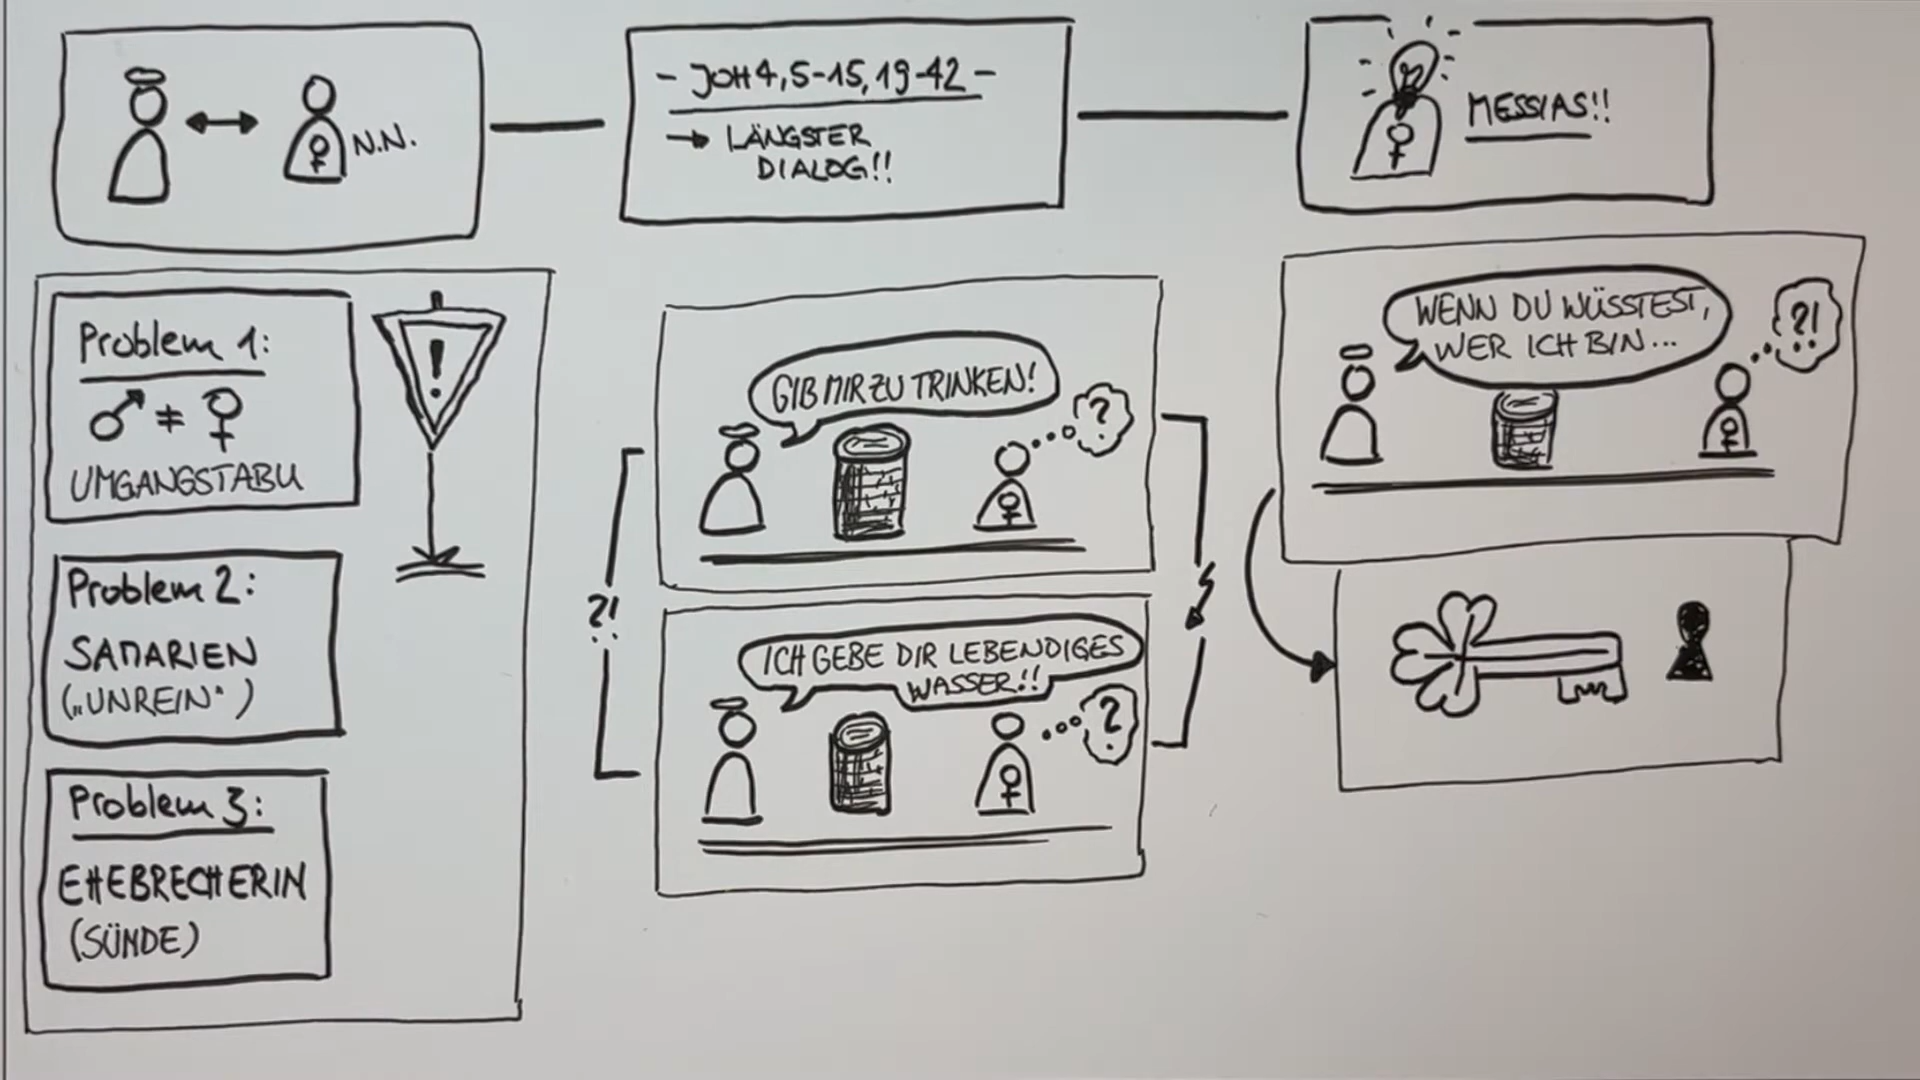 N.N.
- JOH 4, 5-15, 19-42 -
→ LÄNGSTER
DIALOG!!
MESSIAS!!
Problem 1:
♂ ≠ ♀
UMGANGSTABU
!
Problem 2:
SAMARIEN
(„UNREIN“)
Problem 3:
EHEBRECHERIN
(SÜNDE)
GIB MIR ZU TRINKEN!
?
?!
ICH GEBE DIR LEBENDIGES
WASSER!!
?
WENN DU WÜSSTEST,
WER ICH BIN...
?!